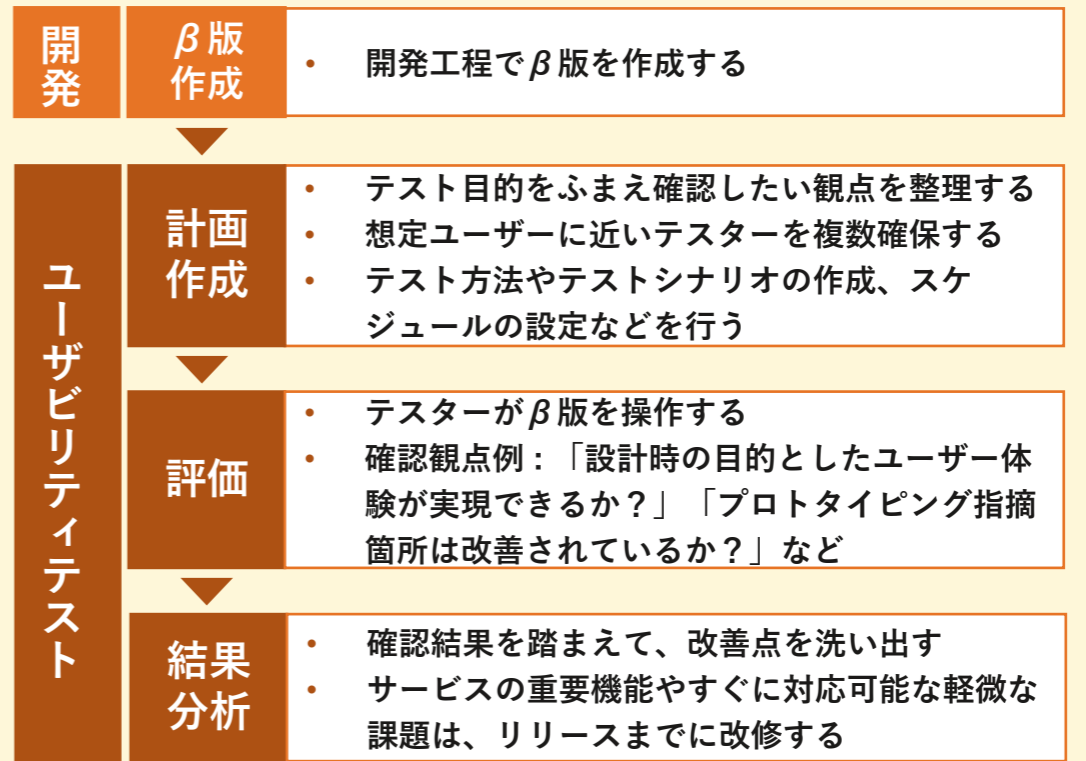 開発
β版
作成
• 開発工程でβ版を作成する
ユーザビリティテスト
計画
作成
• テスト目的をふまえ確認したい観点を整理する
• 想定ユーザーに近いテスターを複数確保する
• テスト方法やテストシナリオの作成、スケ
ジュールの設定などを行う
評価
• テスターがβ版を操作する
• 確認観点例:「設計時の目的としたユーザー体
験が実現できるか?」「プロトタイピング指摘
箇所は改善されているか?」など
結果
分析
• 確認結果を踏まえて、改善点を洗い出す
• サービスの重要機能やすぐに対応可能な軽微な
課題は、リリースまでに改修する